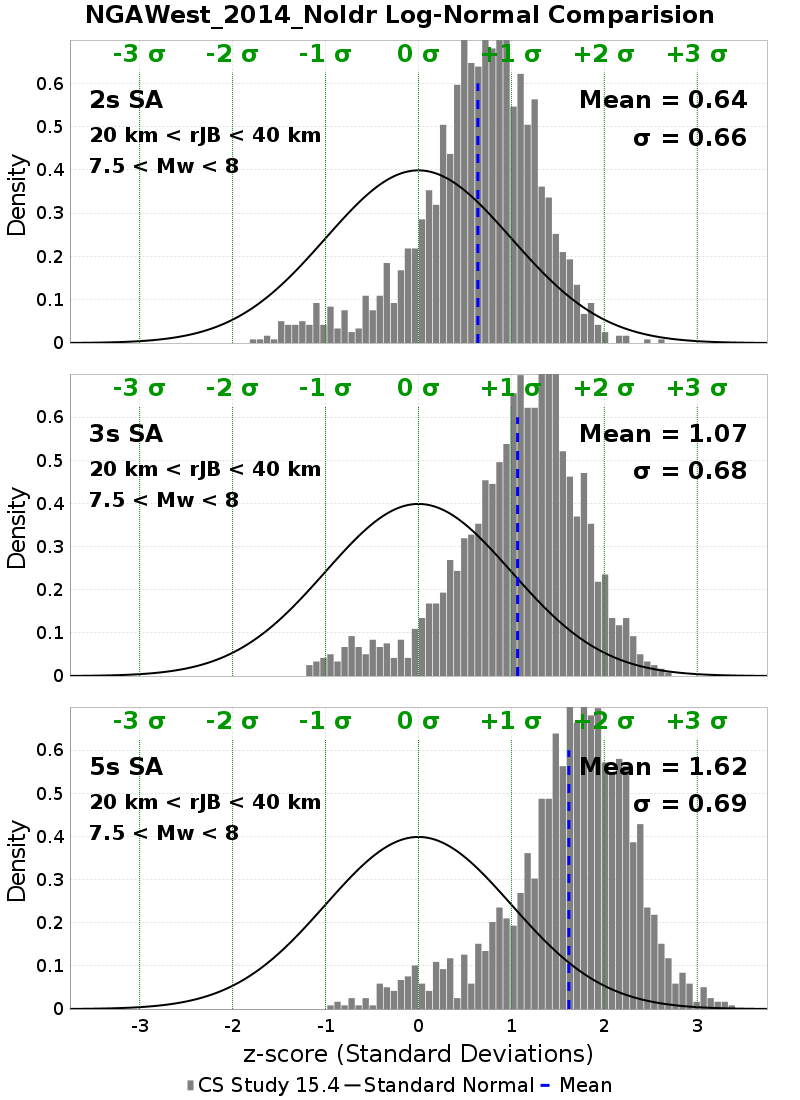 NGAWest_2014_NoIdr Log-Normal Comparision
-3 σ -2 σ -1 σ 0 σ +1 σ +2 σ +3 σ
2s SA
Mean = 0.64
20 km < rJB < 40 km
σ = 0.66
7.5 < Mw < 8
0.6
0.5
0.4
0.3
0.2
0.1
0
Density
-3 σ -2 σ -1 σ 0 σ +1 σ +2 σ +3 σ
3s SA
Mean = 1.07
20 km < rJB < 40 km
σ = 0.68
7.5 < Mw < 8
0.6
0.5
0.4
0.3
0.2
0.1
0
Density
-3 σ -2 σ -1 σ 0 σ +1 σ +2 σ +3 σ
5s SA
Mean = 1.62
20 km < rJB < 40 km
σ = 0.69
7.5 < Mw < 8
0.6
0.5
0.4
0.3
0.2
0.1
0
Density
-3 -2 -1 0 1 2 3
z-score (Standard Deviations)
CS Study 15.4 Standard Normal Mean